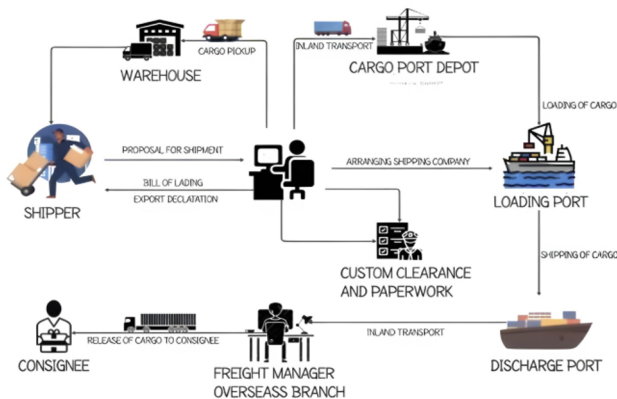 CARGO PICKUP
INLAND TRANSPORT
WAREHOUSE
CARGO PORT DEPOT
LOADING OF CARGO
PROPOSAL FOR SHIPMENT
ARRANGING SHIPPING COMPANY
BILL OF LADING
EXPORT DECLATATION
SHIPPER
LOADING PORT
SHIPPING OF CARGO
CUSTOM CLEARANCE
AND PAPERWORK
RELEASE OF CARGO TO CONSIGNEE
INLAND TRANSPORT
CONSIGNEE
FREIGHT MANAGER
OVERSEASS BRANCH
DISCHARGE PORT